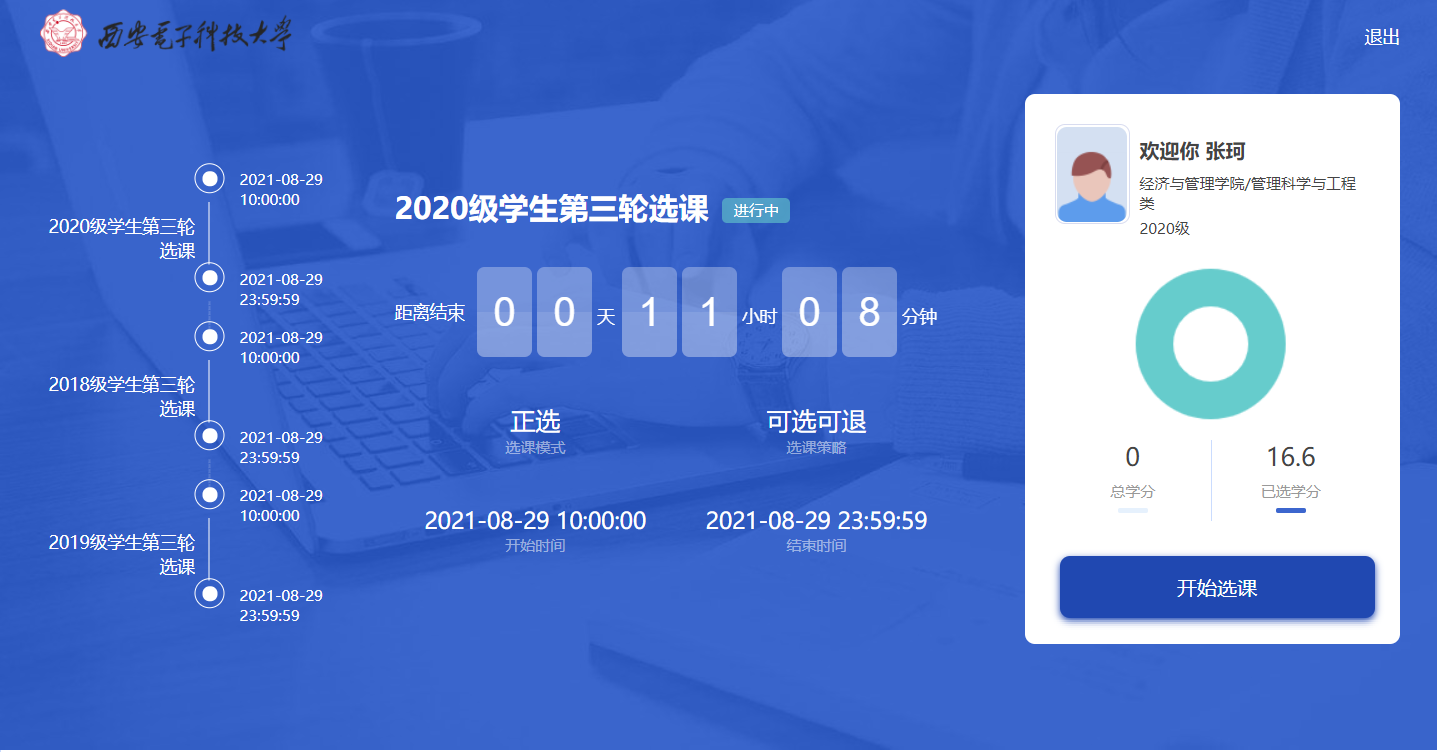 西安电子科技大学
退出
2021-08-29
10:00:00
2020级学生第三轮
选课
2021-08-29
23:59:59
2021-08-29
10:00:00
2018级学生第三轮
选课
2021-08-29
23:59:59
2021-08-29
10:00:00
2019级学生第三轮
选课
2021-08-29
23:59:59
2020级学生第三轮选课 进行中
距离结束 0 0 天 1 1 小时 0 8 分钟
正选
选课模式
可选可退
选课策略
2021-08-29 10:00:00
开始时间
2021-08-29 23:59:59
结束时间
欢迎你 张珂
经济与管理学院/管理科学与工程
类
2020级
0
总学分
16.6
已选学分
开始选课